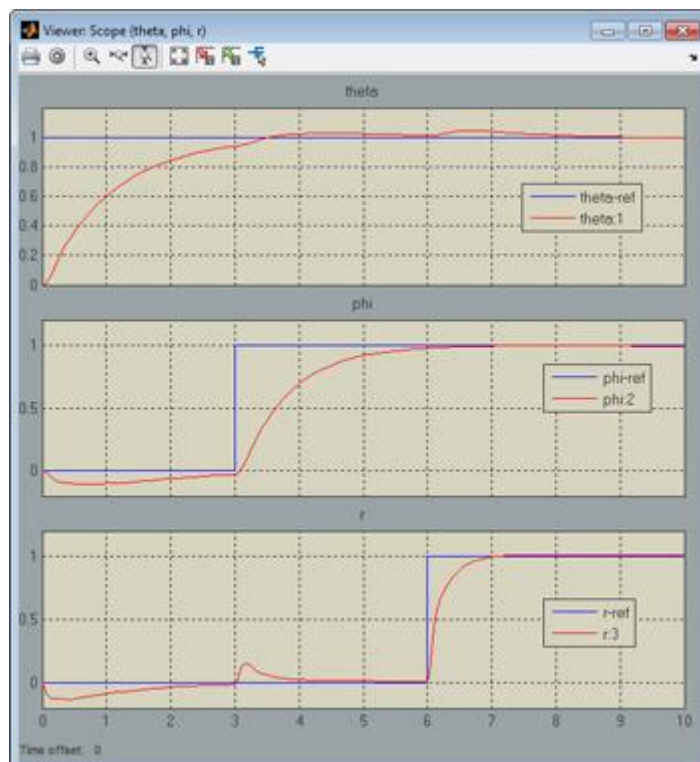 Viewer: Scope (theta, phi, r)
theta
1
0.8
0.6
0.4
0.2
0
theta-ref
theta:1
phi
1
0.5
0
phi-ref
phi:2
r
1
0.5
0
r-ref
r:3
0 1 2 3 4 5 6 7 8 9 10
Time offset: 0